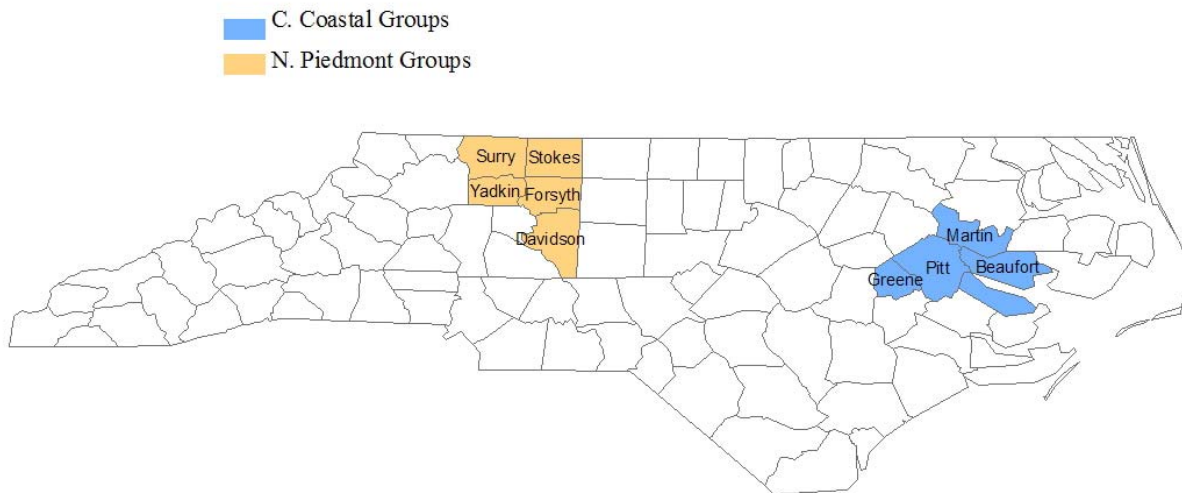 C. Coastal Groups
N. Piedmont Groups
Surry Stokes
Yadkin Forsyth
Davidson
Martin
Beaufort
Pitt
Greene